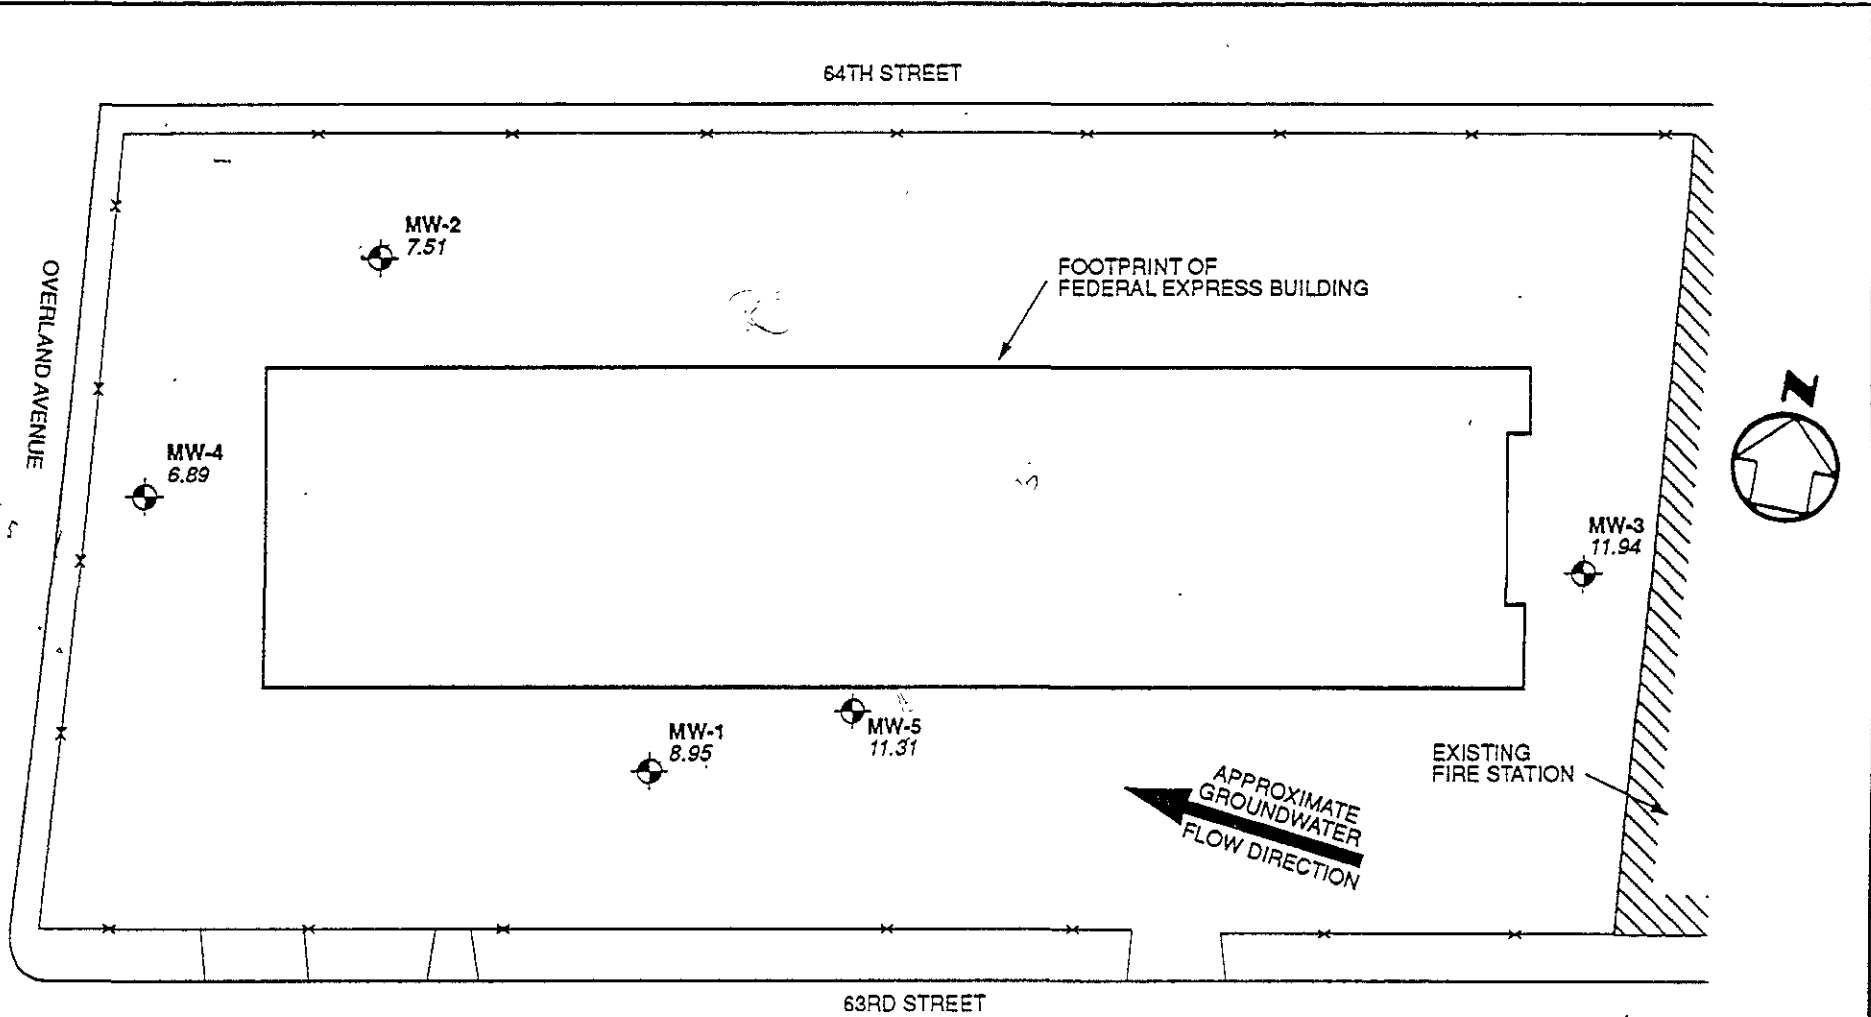 64TH STREET
MW-2
7.51
FOOTPRINT OF
FEDERAL EXPRESS BUILDING
OVERLAND AVENUE
N
MW-4
6.89
MW-3
11.94
MW-1
8.95
MW-5
11.31
EXISTING
FIRE STATION
APPROXIMATE
GROUNDWATER
FLOW DIRECTION
63RD STREET